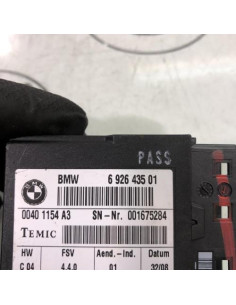 PASS
BMW 6 926 435 01
0040 1154 A3 SN-Nr. 001675284
TEMIC
HW FSV Aend.-Ind. Datum
C 04 4.4.0 01 32/08